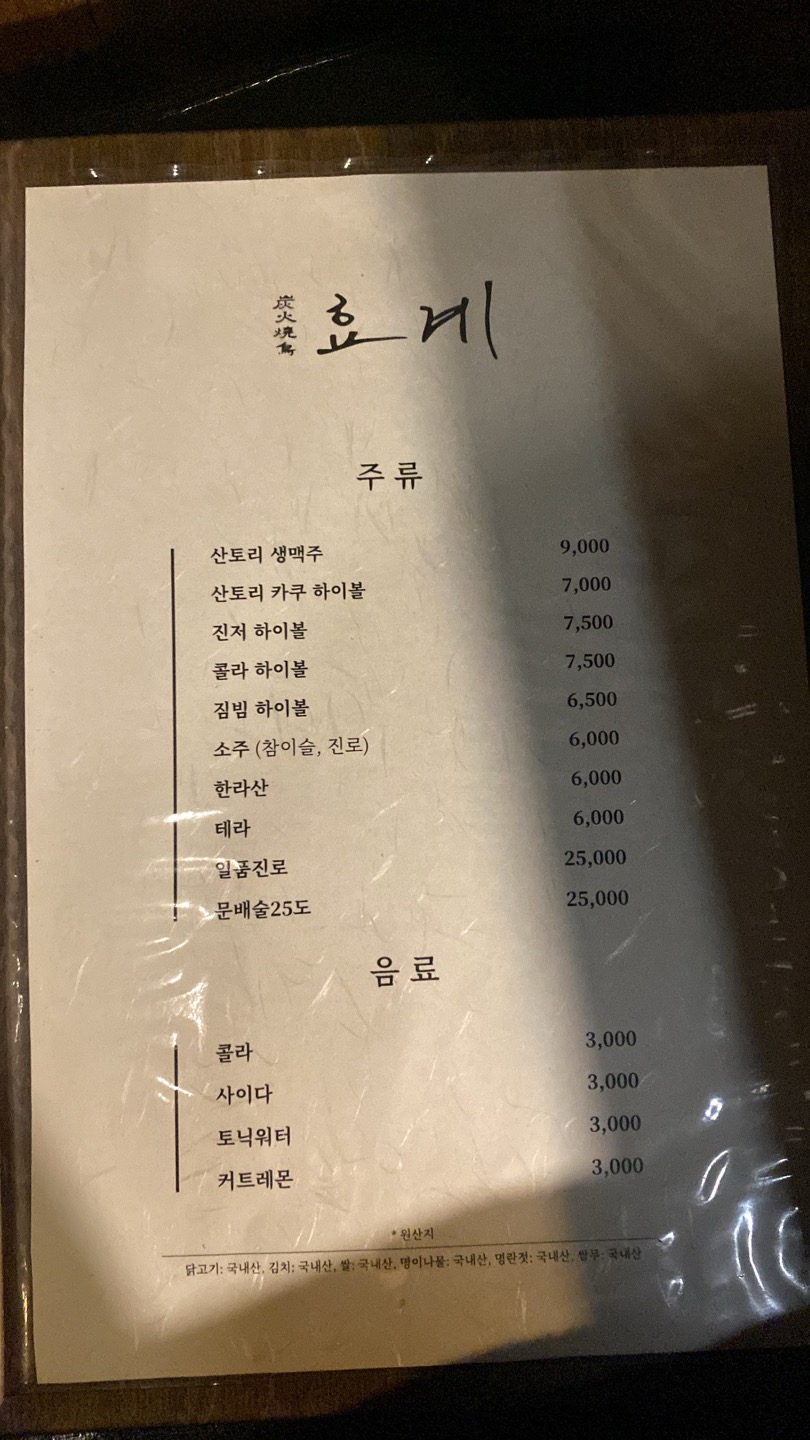 炭火燒鳥 효계
주류
산토리 생맥주 9,000
산토리 카쿠 하이볼 7,000
진저 하이볼 7,500
콜라 하이볼 7,500
짐빔 하이볼 6,500
소주 (참이슬, 진로) 6,000
한라산 6,000
테라 6,000
일품진로 25,000
문배술25도 25,000
음료
콜라 3,000
사이다 3,000
토닉워터 3,000
커트레몬 3,000
* 원산지
닭고기: 국내산, 김치: 국내산, 쌀: 국내산, 명이나물: 국내산, 명란젓: 국내산, 쌈무: 국내산